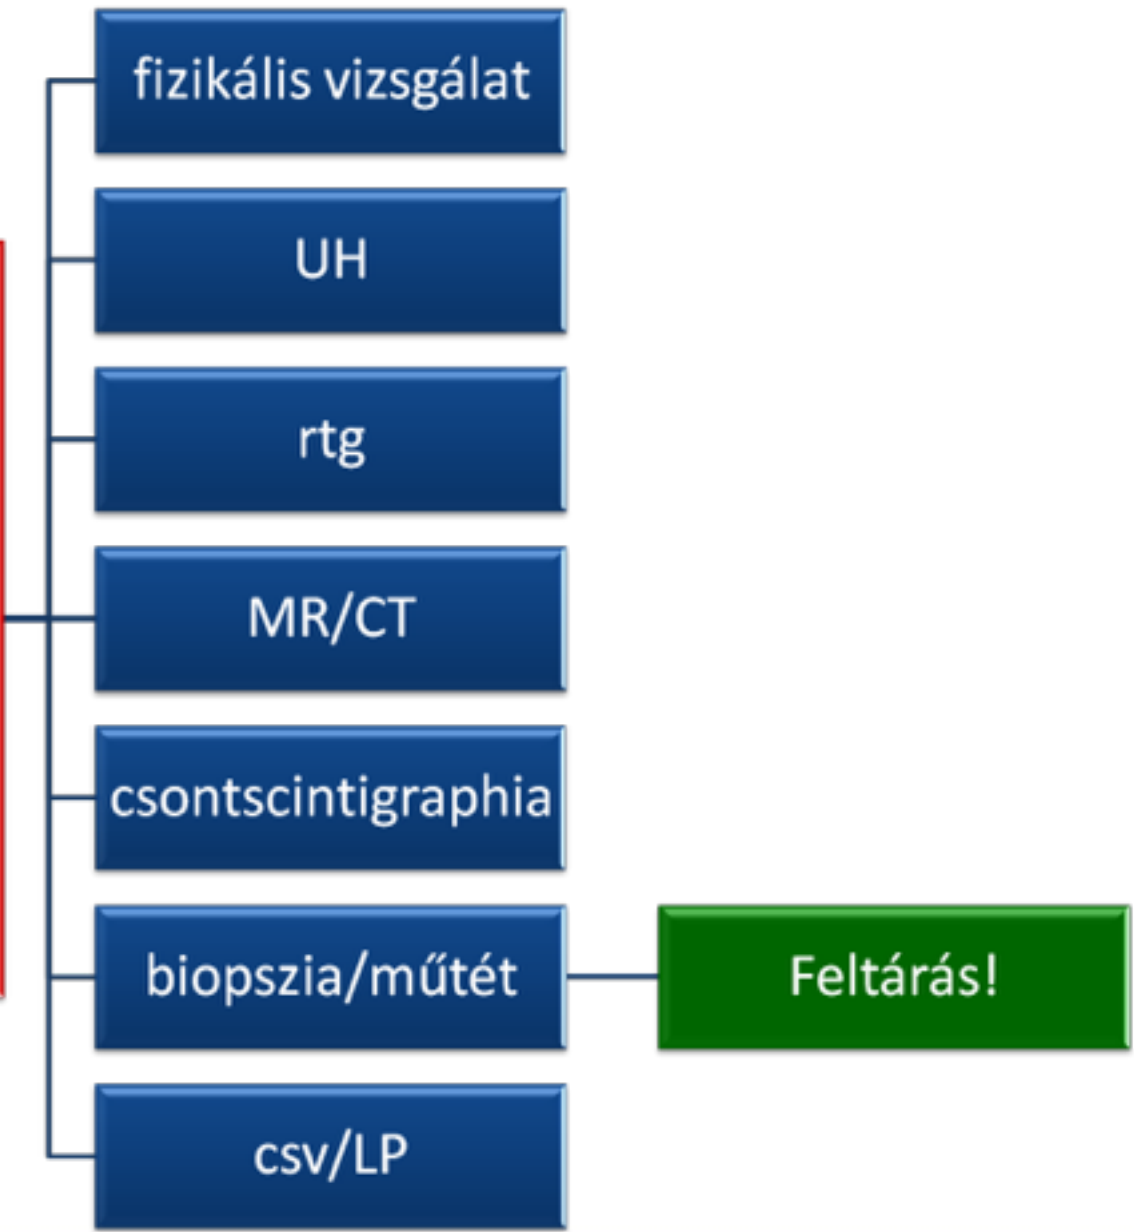 fizikális vizsgálat
UH
rtg
MR/CT
csontscintigraphia
biopszia/műtét
Feltárás!
csv/LP